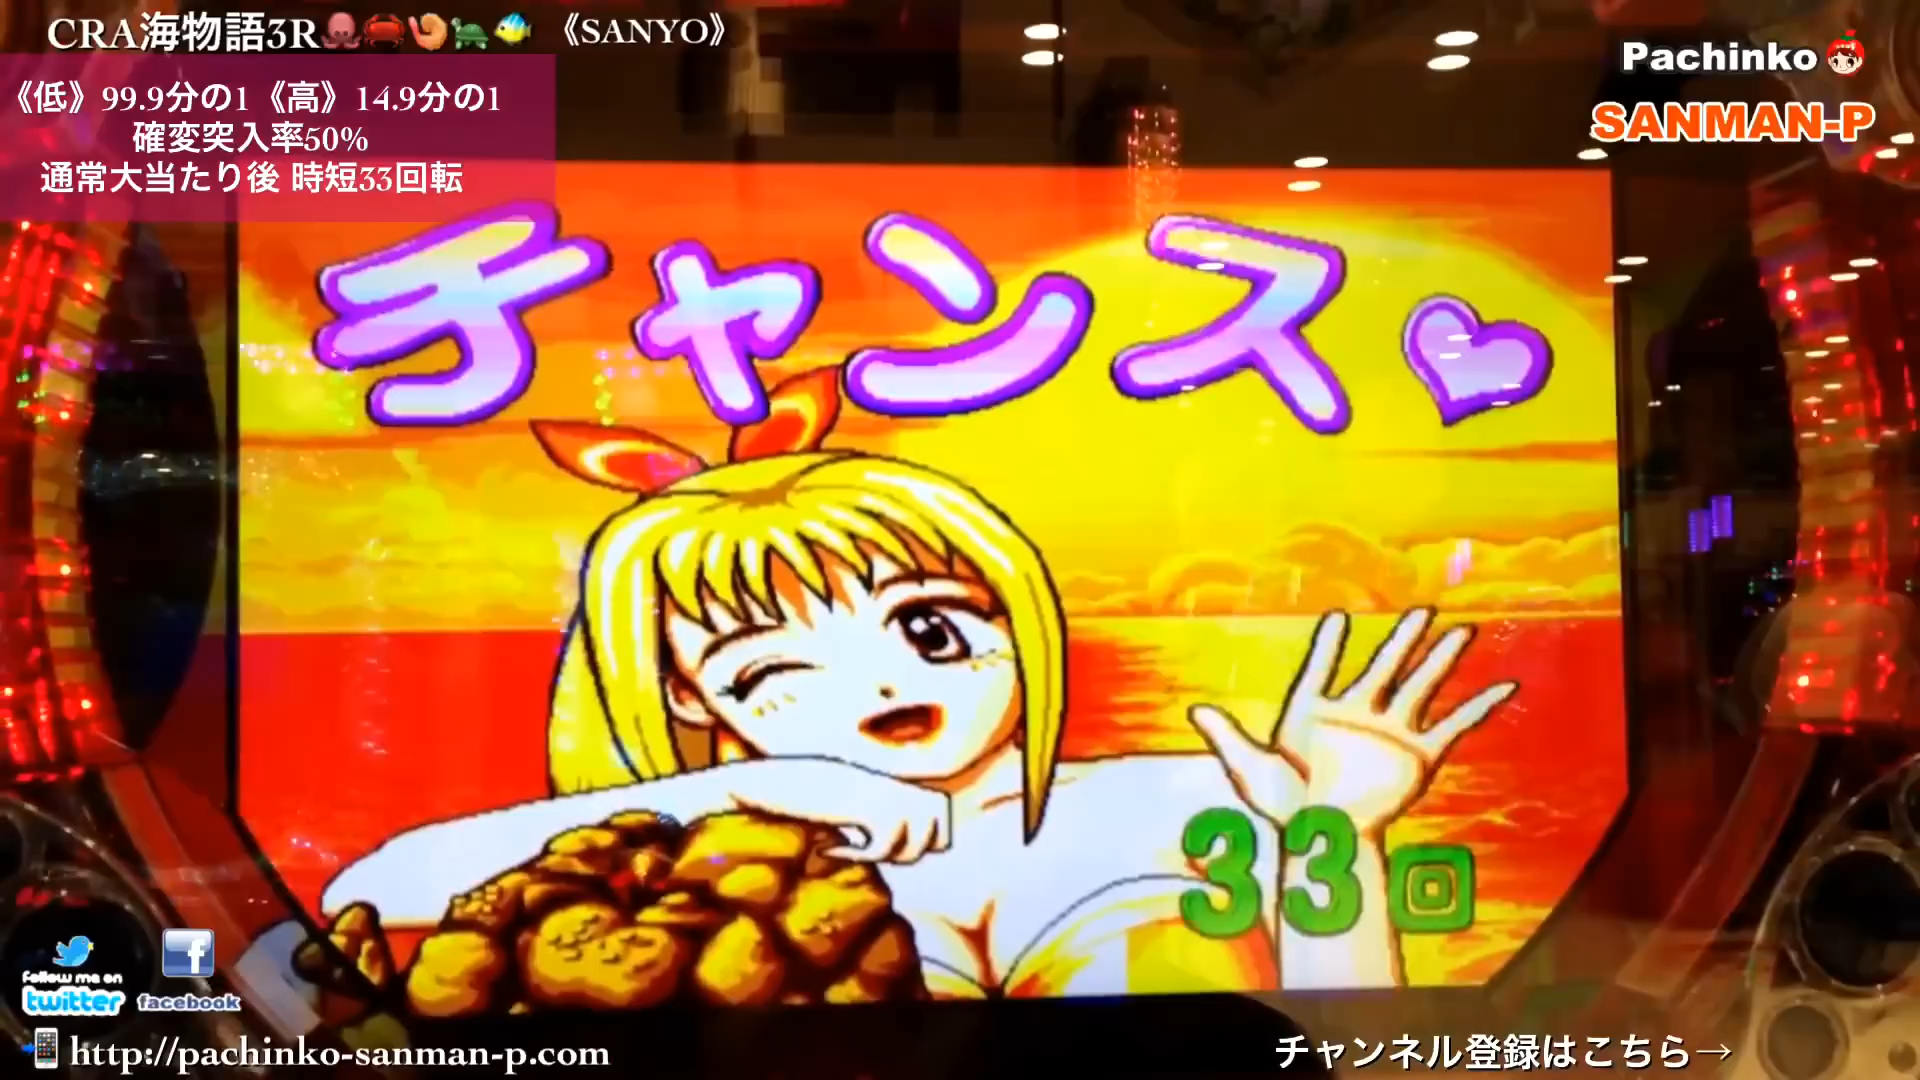 CRA海物語3R🐙🦀🐚🐢🐠 《SANYO》
《低》99.9分の1《高》14.9分の1
確変突入率50%
通常大当たり後 時短33回転
Pachinko
SANMAN-P
チャンス♡
33回
follow me on
twitter
facebook
http://pachinko-sanman-p.com
チャンネル登録はこちら→